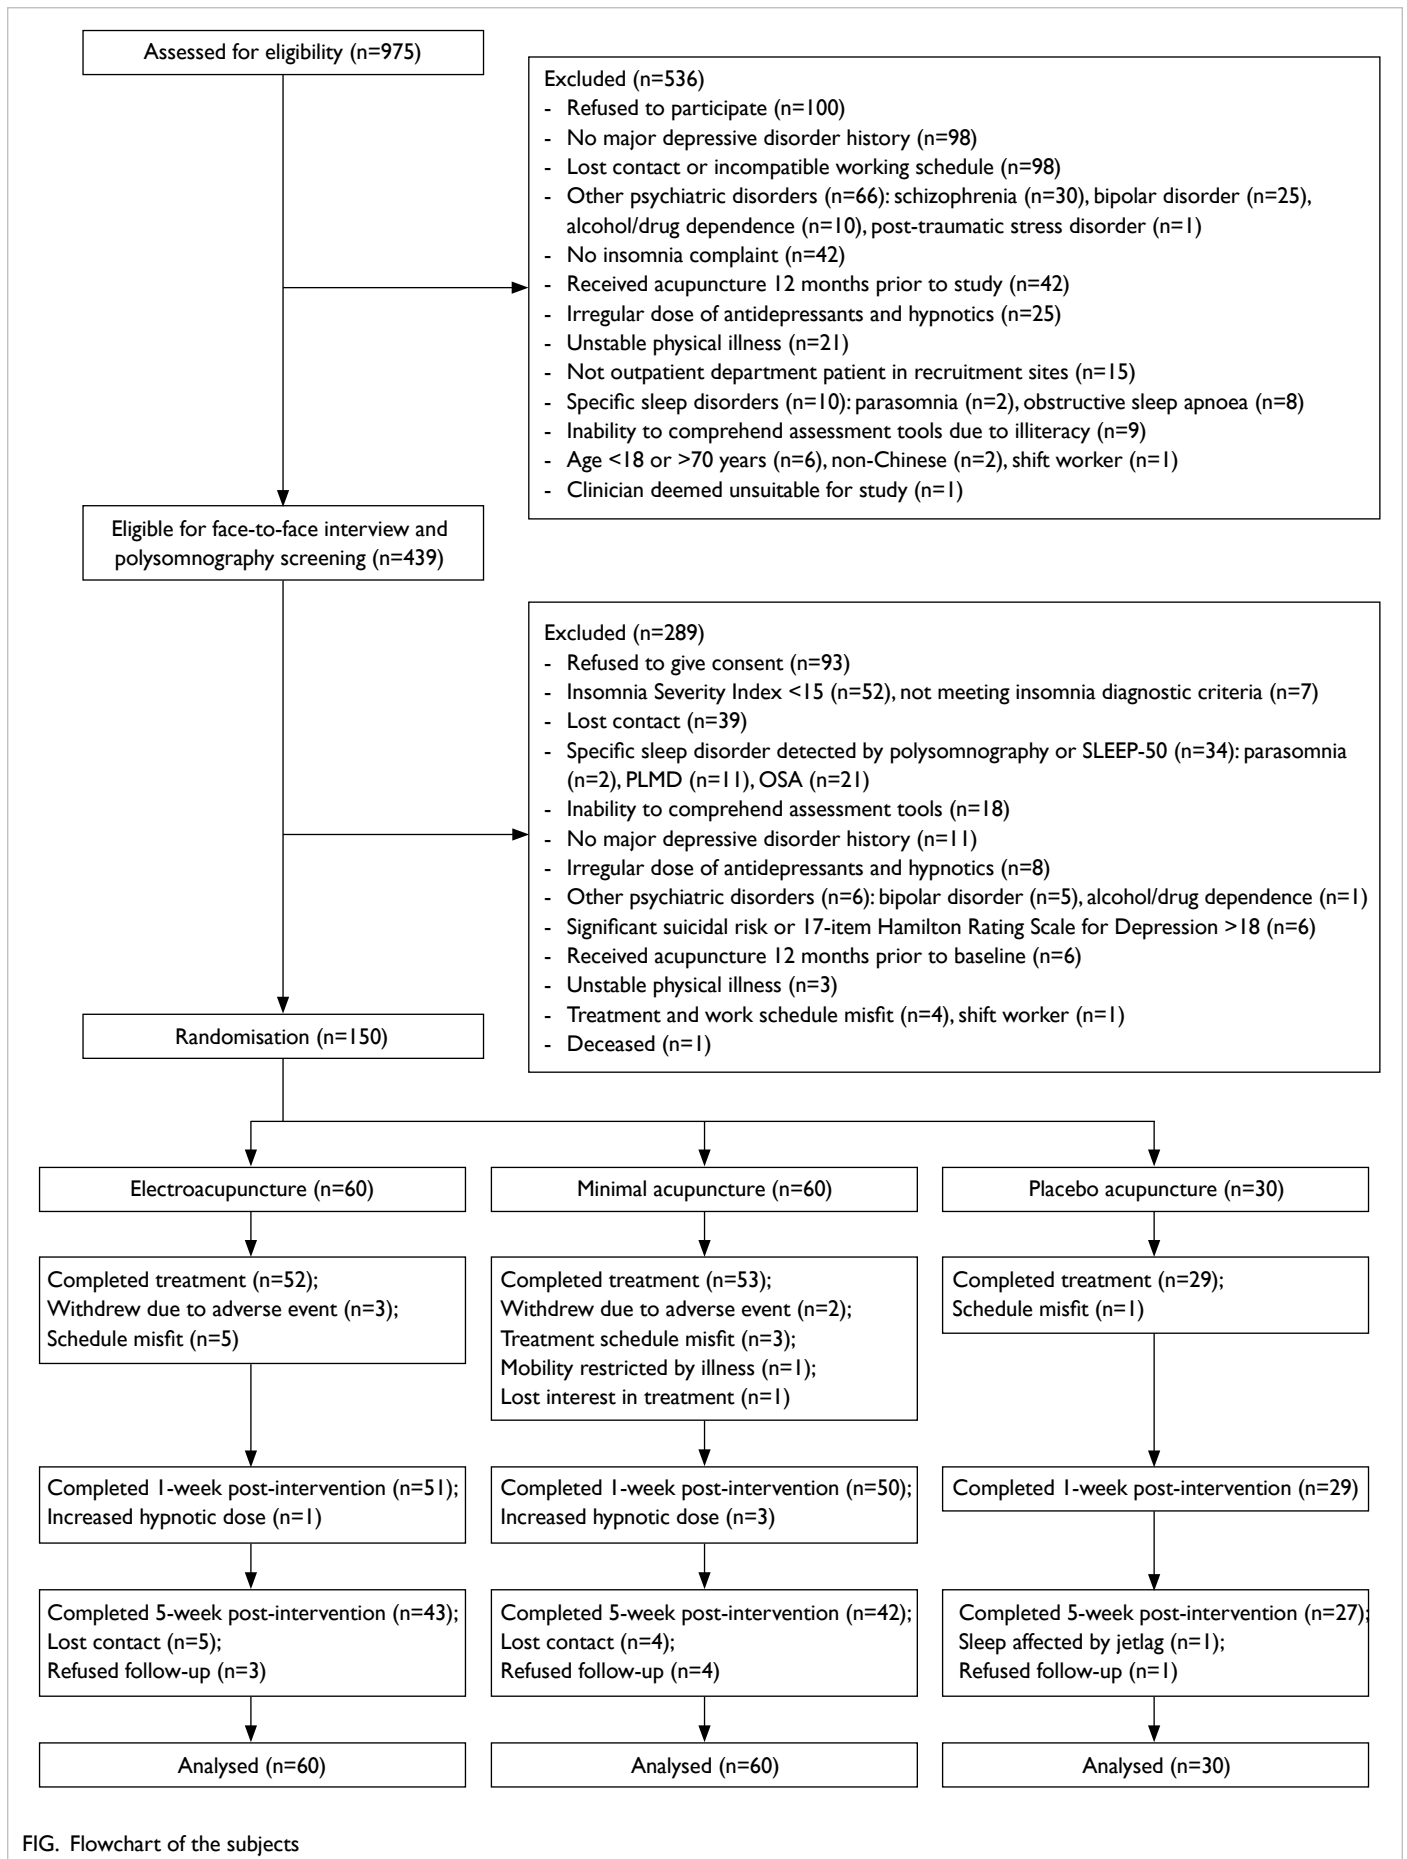 Assessed for eligibility (n=975)
Excluded (n=536)
- Refused to participate (n=100)
- No major depressive disorder history (n=98)
- Lost contact or incompatible working schedule (n=98)
- Other psychiatric disorders (n=66): schizophrenia (n=30), bipolar disorder (n=25),
alcohol/drug dependence (n=10), post-traumatic stress disorder (n=1)
- No insomnia complaint (n=42)
- Received acupuncture 12 months prior to study (n=42)
- Irregular dose of antidepressants and hypnotics (n=25)
- Unstable physical illness (n=21)
- Not outpatient department patient in recruitment sites (n=15)
- Specific sleep disorders (n=10): parasomnia (n=2), obstructive sleep apnoea (n=8)
- Inability to comprehend assessment tools due to illiteracy (n=9)
- Age <18 or >70 years (n=6), non-Chinese (n=2), shift worker (n=1)
- Clinician deemed unsuitable for study (n=1)
Eligible for face-to-face interview and
polysomnography screening (n=439)
Excluded (n=289)
- Refused to give consent (n=93)
- Insomnia Severity Index <15 (n=52), not meeting insomnia diagnostic criteria (n=7)
- Lost contact (n=39)
- Specific sleep disorder detected by polysomnography or SLEEP-50 (n=34): parasomnia
(n=2), PLMD (n=11), OSA (n=21)
- Inability to comprehend assessment tools (n=18)
- No major depressive disorder history (n=11)
- Irregular dose of antidepressants and hypnotics (n=8)
- Other psychiatric disorders (n=6): bipolar disorder (n=5), alcohol/drug dependence (n=1)
- Significant suicidal risk or 17-item Hamilton Rating Scale for Depression >18 (n=6)
- Received acupuncture 12 months prior to baseline (n=6)
- Unstable physical illness (n=3)
- Treatment and work schedule misfit (n=4), shift worker (n=1)
- Deceased (n=1)
Randomisation (n=150)
Electroacupuncture (n=60)
Completed treatment (n=52);
Withdrew due to adverse event (n=3);
Schedule misfit (n=5)
Completed 1-week post-intervention (n=51);
Increased hypnotic dose (n=1)
Completed 5-week post-intervention (n=43);
Lost contact (n=5);
Refused follow-up (n=3)
Analysed (n=60)
Minimal acupuncture (n=60)
Completed treatment (n=53);
Withdrew due to adverse event (n=2);
Treatment schedule misfit (n=3);
Mobility restricted by illness (n=1);
Lost interest in treatment (n=1)
Completed 1-week post-intervention (n=50);
Increased hypnotic dose (n=3)
Completed 5-week post-intervention (n=42);
Lost contact (n=4);
Refused follow-up (n=4)
Analysed (n=60)
Placebo acupuncture (n=30)
Completed treatment (n=29);
Schedule misfit (n=1)
Completed 1-week post-intervention (n=29)
Completed 5-week post-intervention (n=27);
Sleep affected by jetlag (n=1);
Refused follow-up (n=1)
Analysed (n=30)
FIG. Flowchart of the subjects